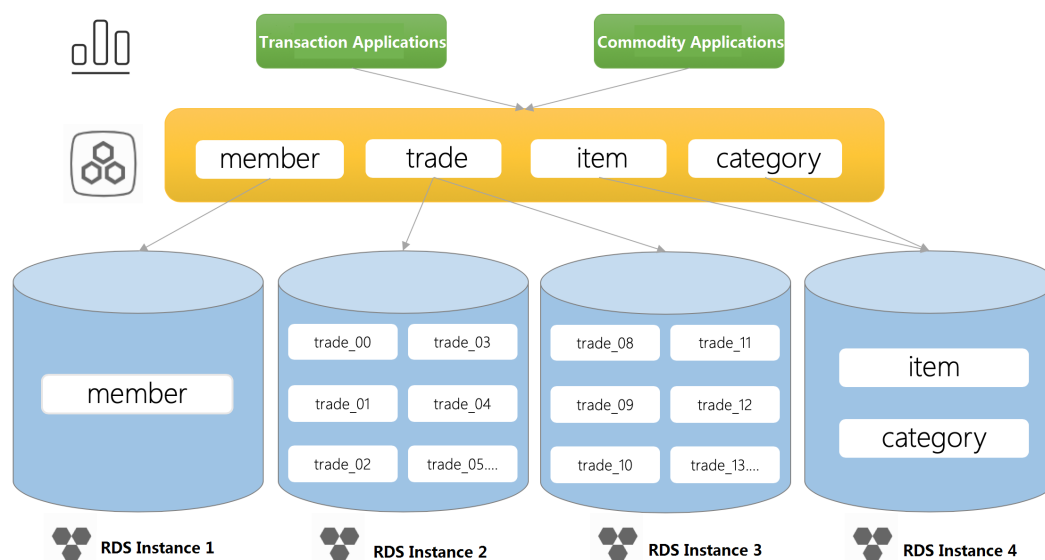 Transaction Applications
Commodity Applications
member
trade
item
category
member
trade_00
trade_03
trade_01
trade_04
trade_02
trade_05....
trade_08
trade_11
trade_09
trade_12
trade_10
trade_13....
item
category
RDS Instance 1
RDS Instance 2
RDS Instance 3
RDS Instance 4